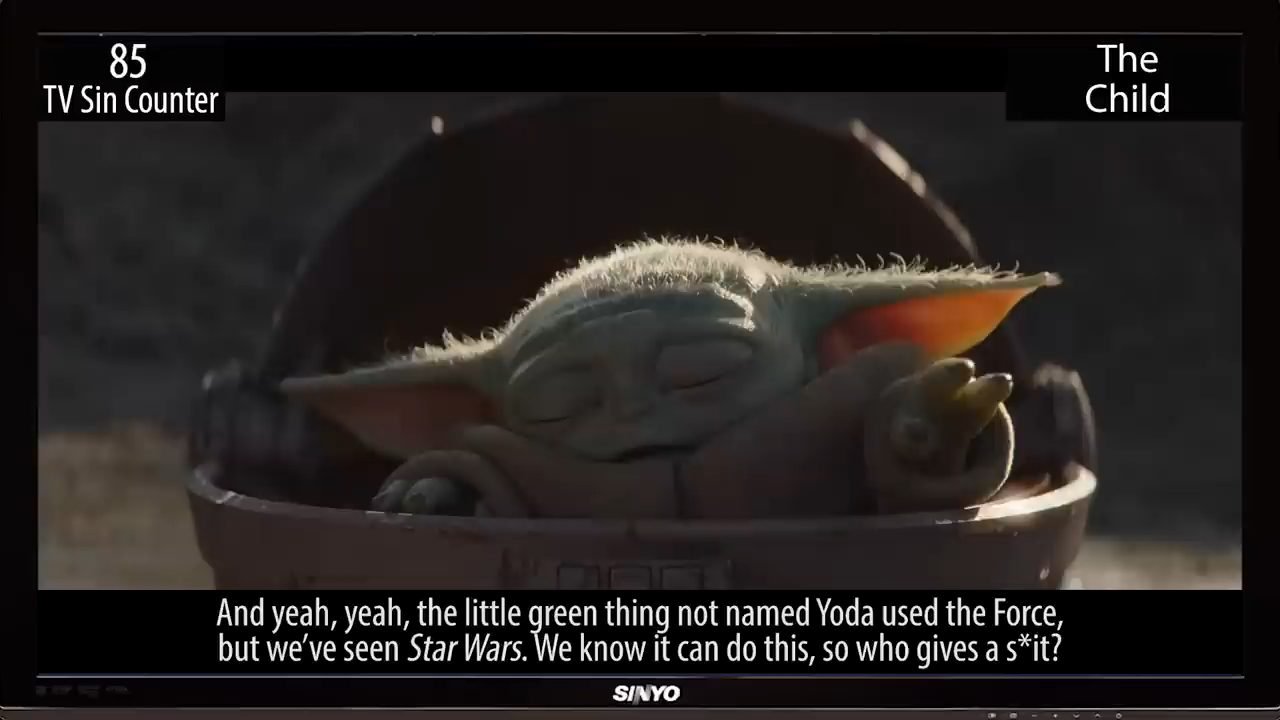 85
TV Sin Counter
The
Child
And yeah, yeah, the little green thing not named Yoda used the Force,
but we've seen Star Wars. We know it can do this, so who gives a s*it?
SINYO